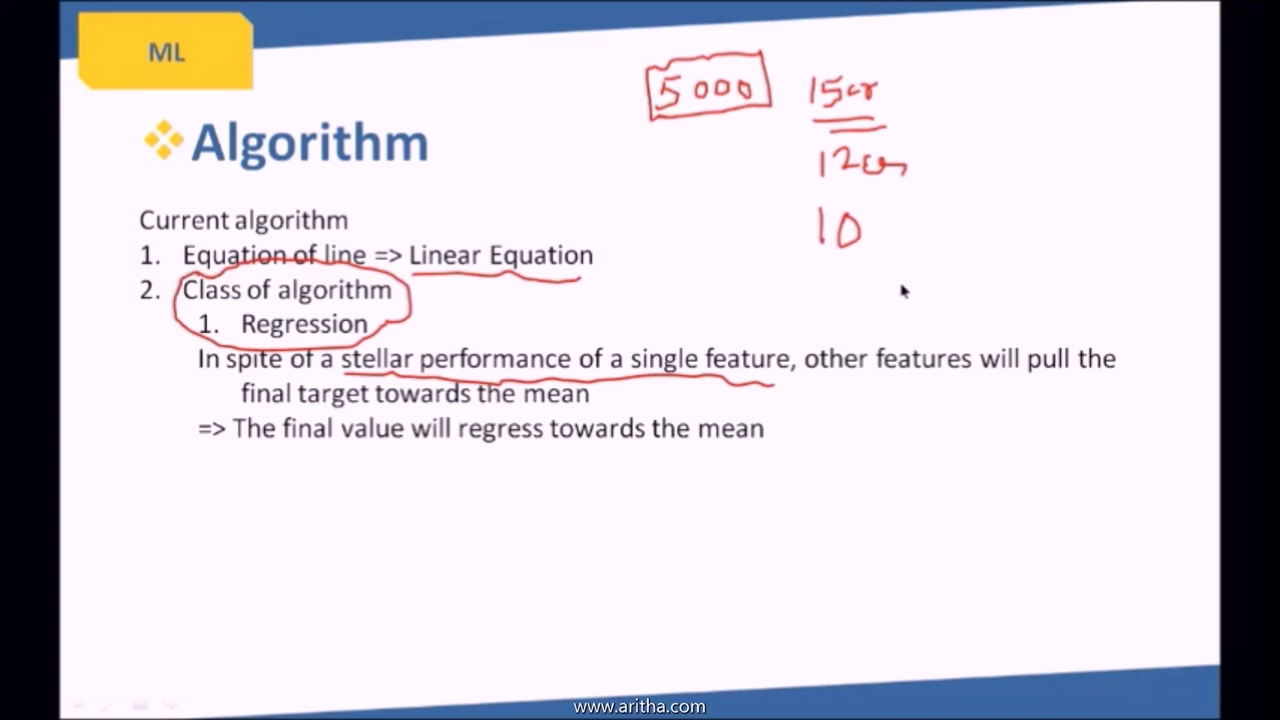 ML
5000 15cr
12cr
10
Algorithm
Current algorithm
1. Equation of line => Linear Equation
2. Class of algorithm
1. Regression
In spite of a stellar performance of a single feature, other features will pull the
final target towards the mean
=> The final value will regress towards the mean
www.aritha.com